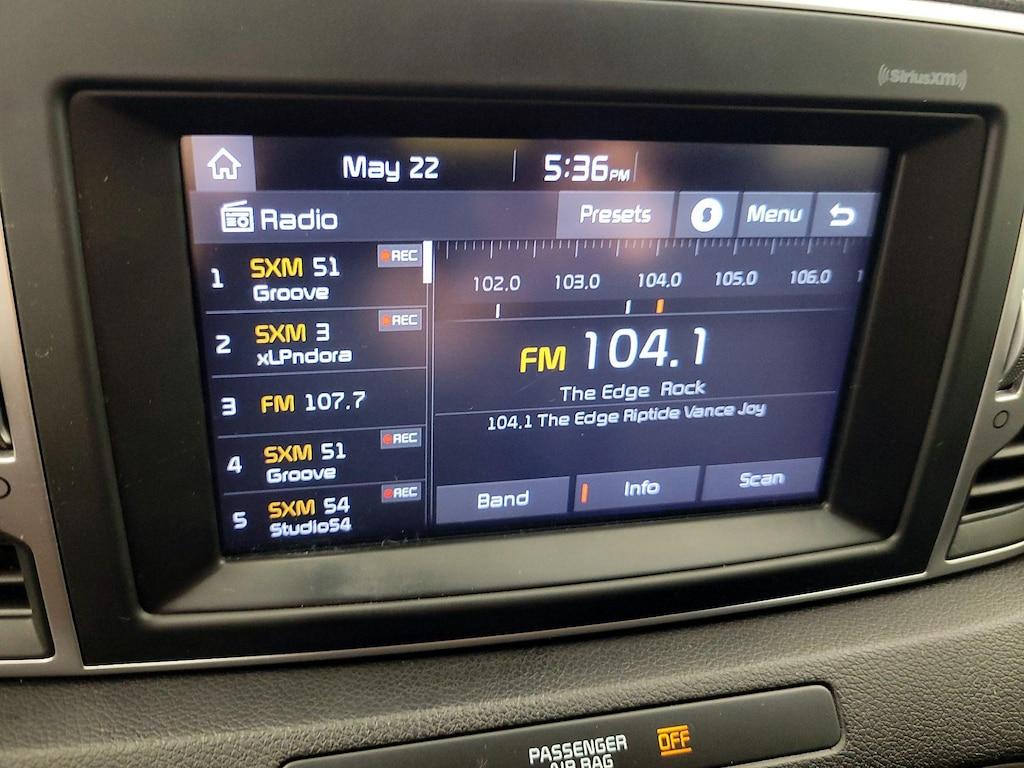 SiriusXM
May 22
5:36 PM
Radio
Presets
Menu
1 SXM 51 REC
Groove
2 SXM 3 REC
xLPndora
3 FM 107.7
4 SXM 51 REC
Groove
5 SXM 54 REC
Studio54
102.0 103.0 104.0 105.0 106.0 1
FM 104.1
The Edge Rock
104.1 The Edge Riptide Vance Joy
Band
Info
Scan
PASSENGER
AIR BAG
OFF